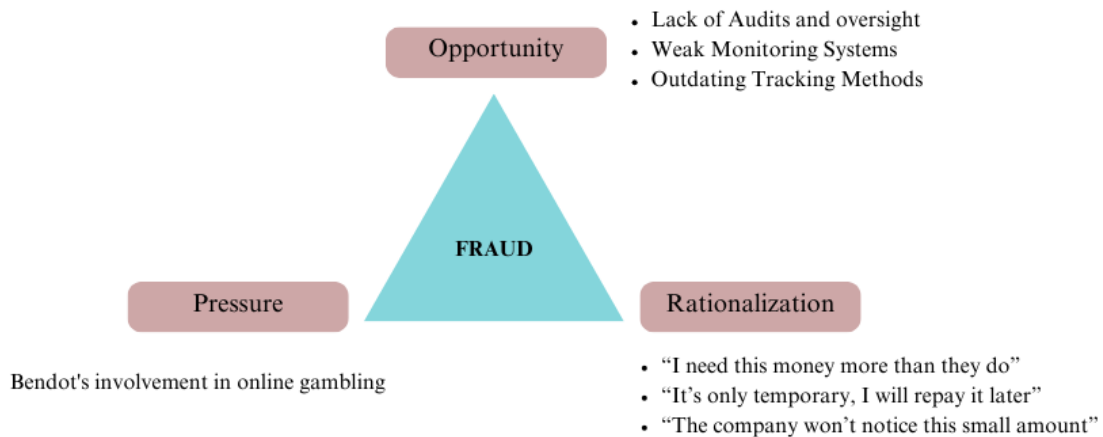 Opportunity
• Lack of Audits and oversight
• Weak Monitoring Systems
• Outdating Tracking Methods
FRAUD
Pressure
Rationalization
Bendot's involvement in online gambling
• “I need this money more than they do”
• “It’s only temporary, I will repay it later”
• “The company won’t notice this small amount”